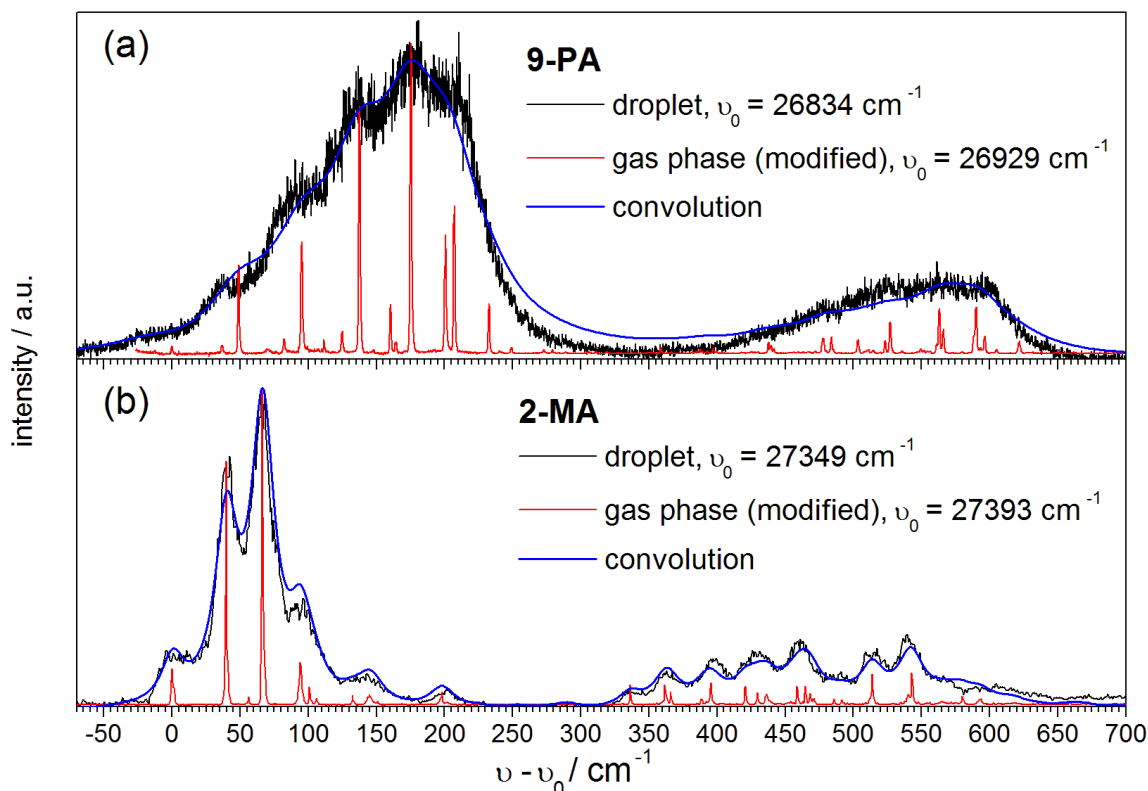 (a)
9-PA
droplet, υ₀ = 26834 cm⁻¹
gas phase (modified), υ₀ = 26929 cm⁻¹
convolution
intensity / a.u.
(b)
2-MA
droplet, υ₀ = 27349 cm⁻¹
gas phase (modified), υ₀ = 27393 cm⁻¹
convolution
-50 0 50 100 150 200 250 300 350 400 450 500 550 600 650 700
υ - υ₀ / cm⁻¹